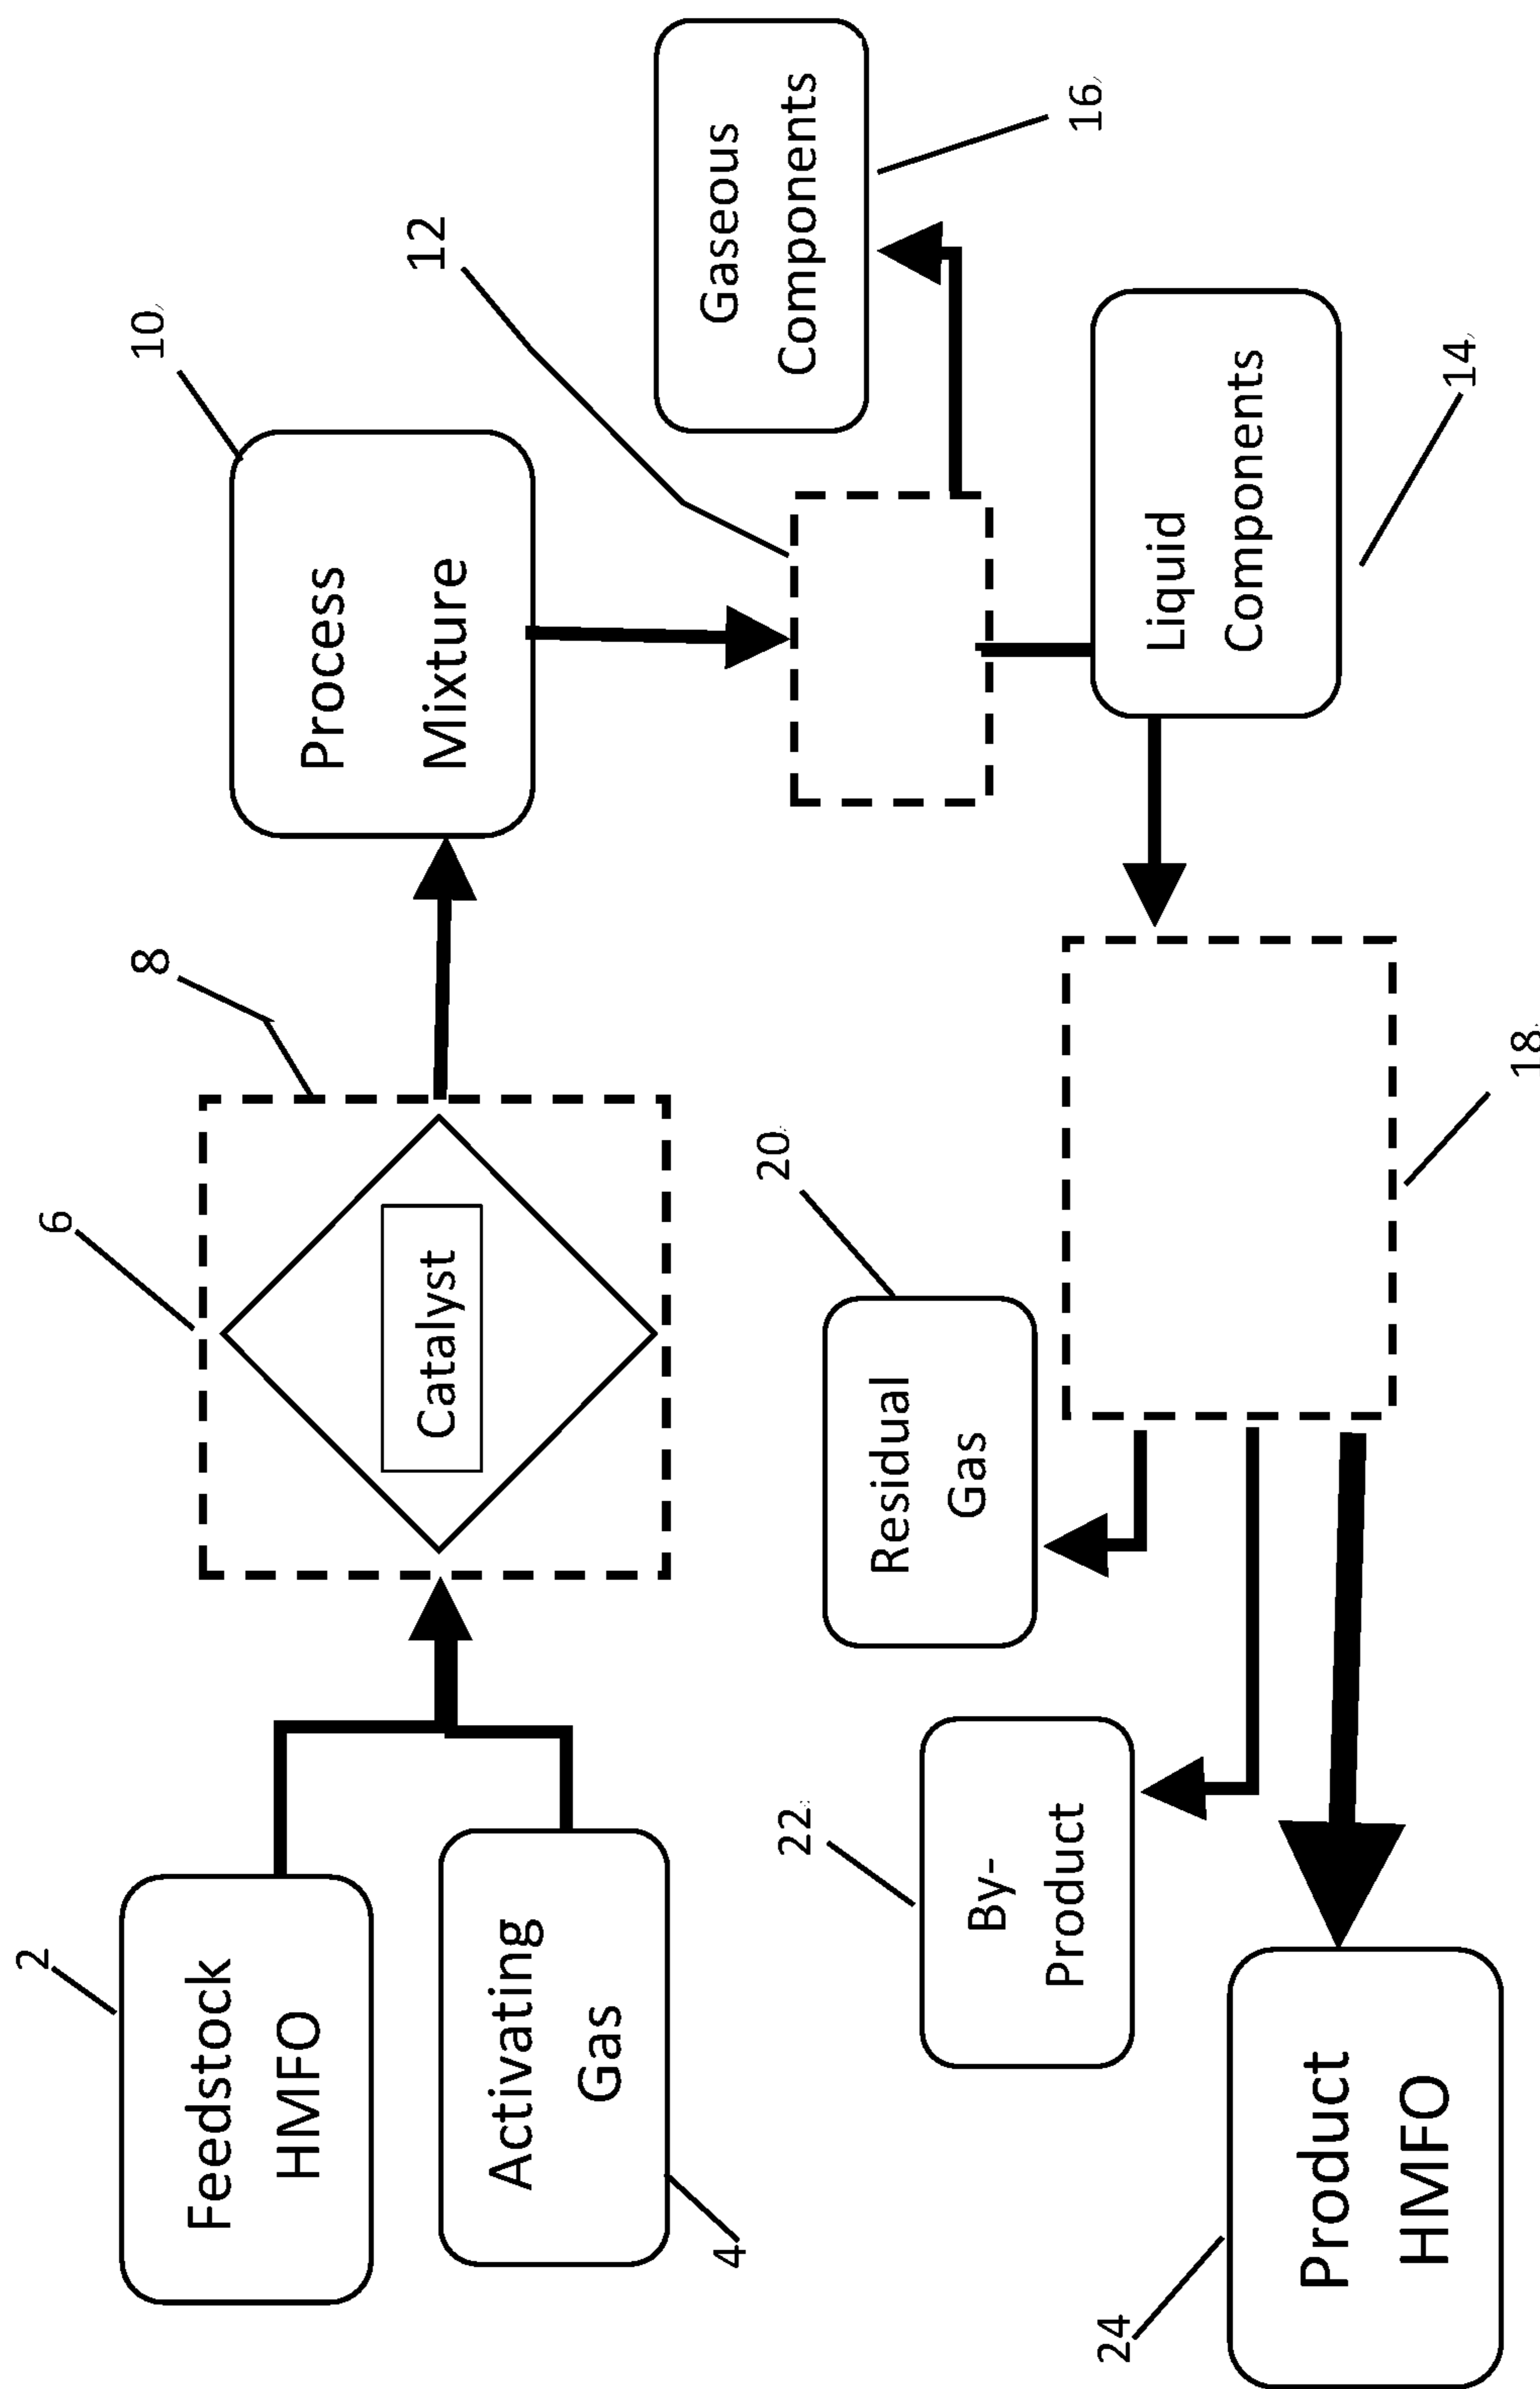 2
Feedstock
HMFO
Activating
Gas
4
6
8
Catalyst
10
Process
Mixture
12
Gaseous
Components
16
Liquid
Components
14
18
20
Residual
Gas
22
By-
Product
24
Product
HMFO